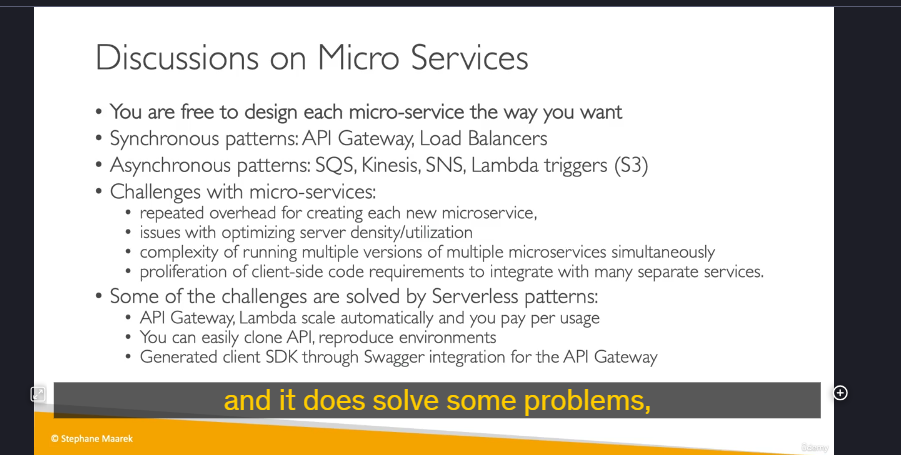 Discussions on Micro Services
• You are free to design each micro-service the way you want
• Synchronous patterns: API Gateway, Load Balancers
• Asynchronous patterns: SQS, Kinesis, SNS, Lambda triggers (S3)
• Challenges with micro-services:
• repeated overhead for creating each new microservice,
• issues with optimizing server density/utilization
• complexity of running multiple versions of multiple microservices simultaneously
• proliferation of client-side code requirements to integrate with many separate services.
• Some of the challenges are solved by Serverless patterns:
• API Gateway, Lambda scale automatically and you pay per usage
• You can easily clone API, reproduce environments
• Generated client SDK through Swagger integration for the API Gateway
and it does solve some problems,
© Stephane Maarek
Udemy